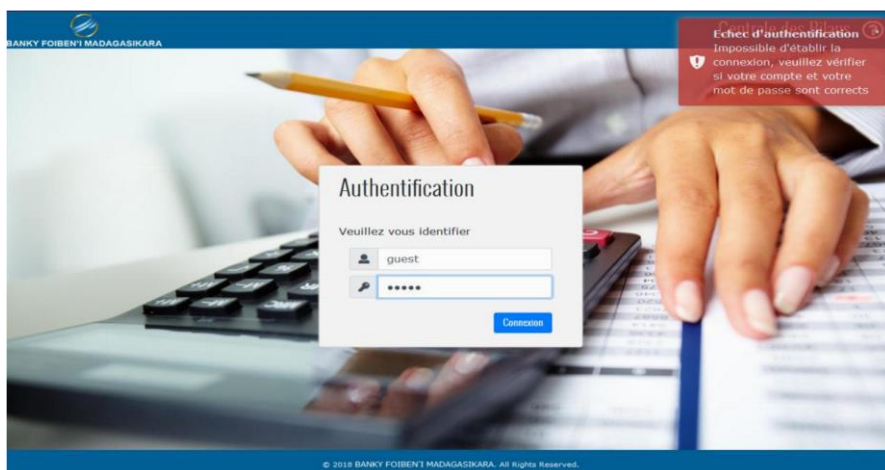 BANKY FOIBEN'I MADAGASIKARA
Centrale des Bilans
Echec d'authentification
Impossible d'établir la
connexion, veuillez vérifier
si votre compte et votre
mot de passe sont corrects
Authentification
Veuillez vous identifier
guest
•••••
Connexion
© 2018 BANKY FOIBEN'I MADAGASIKARA. All Rights Reserved.